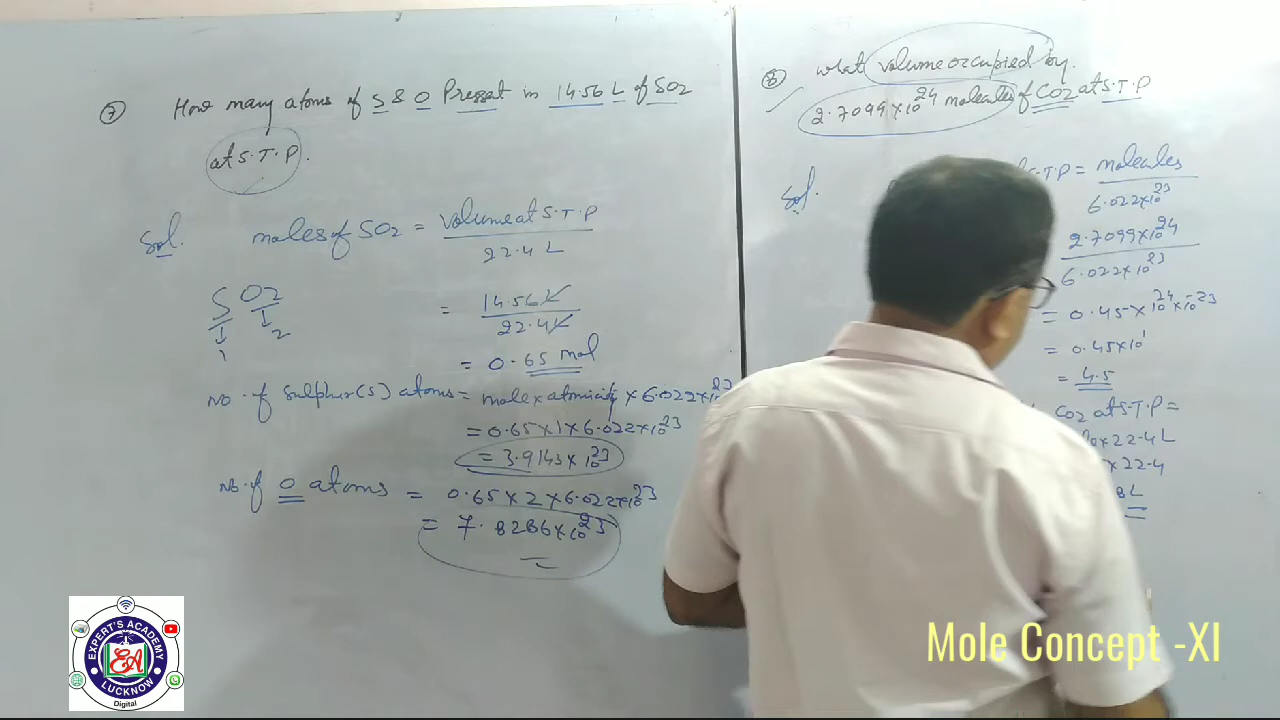 ⑦ How many atoms of S & O Present in 14.56 L of SO2
at S.T.P.
Sol. moles of SO2 = volume at S.T.P / 22.4 L
S O2
1 2
= 14.56 L / 22.4 L
= 0.65 mol
No. of Sulpher(s) atoms = mole x atomicity x 6.022x10^23
= 0.65 x 1 x 6.022x10^23
= 3.9143x10^23
No. of O atoms = 0.65 x 2 x 6.022x10^23
= 7.8286x10^23
⑧ what volume occupied by
2.7099x10^24 molecules of CO2 at S.T.P
Sol. S.T.P = molecules / 6.022x10^23
2.7099x10^24 / 6.022x10^23
= 0.45 x 10^24 x 10^-23
= 0.45x10^1
= 4.5
CO2 at S.T.P =
x 22.4 L
x 22.4
L
EXPERT'S ACADEMY
EA
LUCKNOW
Digital
Mole Concept -XI